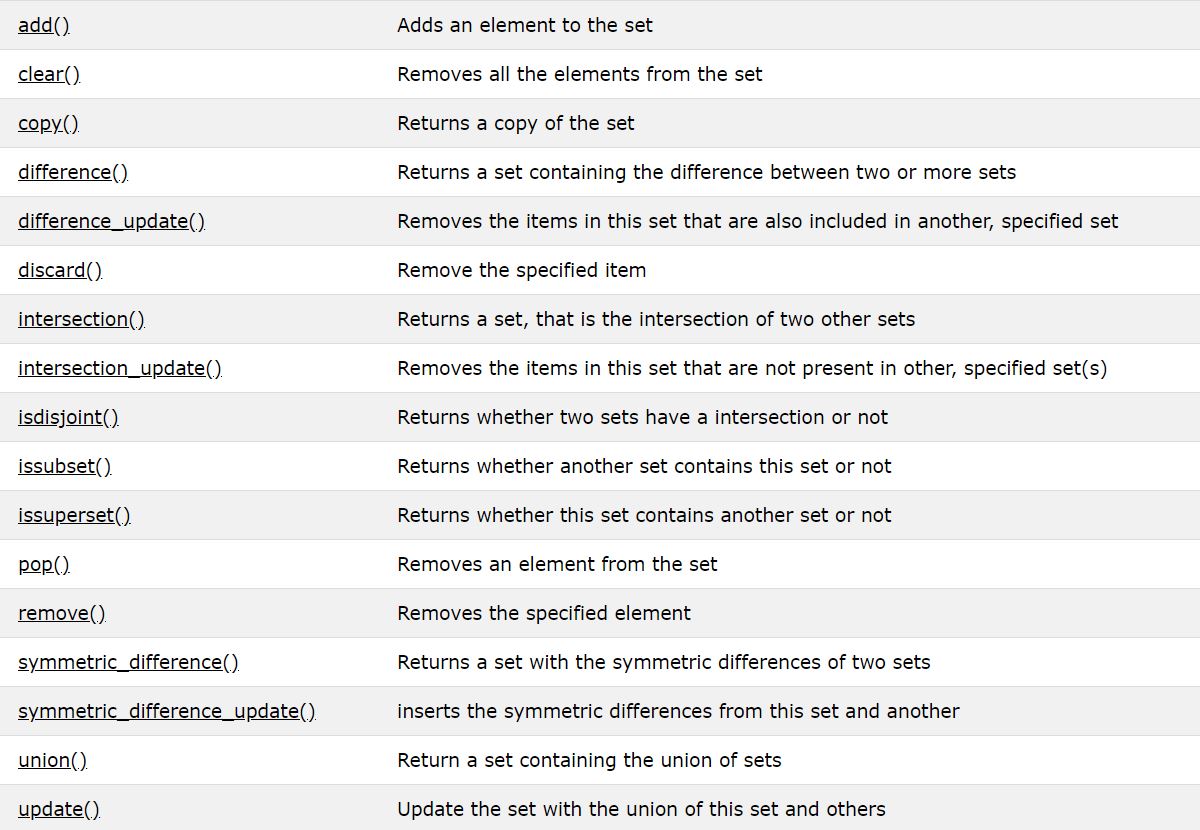 add() Adds an element to the set
clear() Removes all the elements from the set
copy() Returns a copy of the set
difference() Returns a set containing the difference between two or more sets
difference_update() Removes the items in this set that are also included in another, specified set
discard() Remove the specified item
intersection() Returns a set, that is the intersection of two other sets
intersection_update() Removes the items in this set that are not present in other, specified set(s)
isdisjoint() Returns whether two sets have a intersection or not
issubset() Returns whether another set contains this set or not
issuperset() Returns whether this set contains another set or not
pop() Removes an element from the set
remove() Removes the specified element
symmetric_difference() Returns a set with the symmetric differences of two sets
symmetric_difference_update() inserts the symmetric differences from this set and another
union() Return a set containing the union of sets
update() Update the set with the union of this set and others